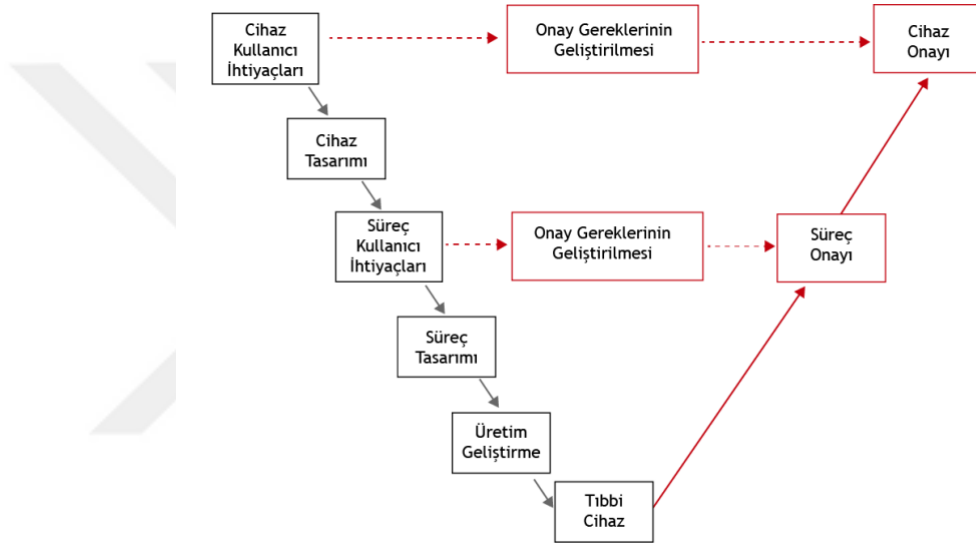 Cihaz
Kullanıcı
İhtiyaçları
Onay Gereklerinin
Geliştirilmesi
Cihaz
Onayı
Cihaz
Tasarımı
Süreç
Kullanıcı
İhtiyaçları
Onay Gereklerinin
Geliştirilmesi
Süreç
Onayı
Süreç
Tasarımı
Üretim
Geliştirme
Tıbbi
Cihaz